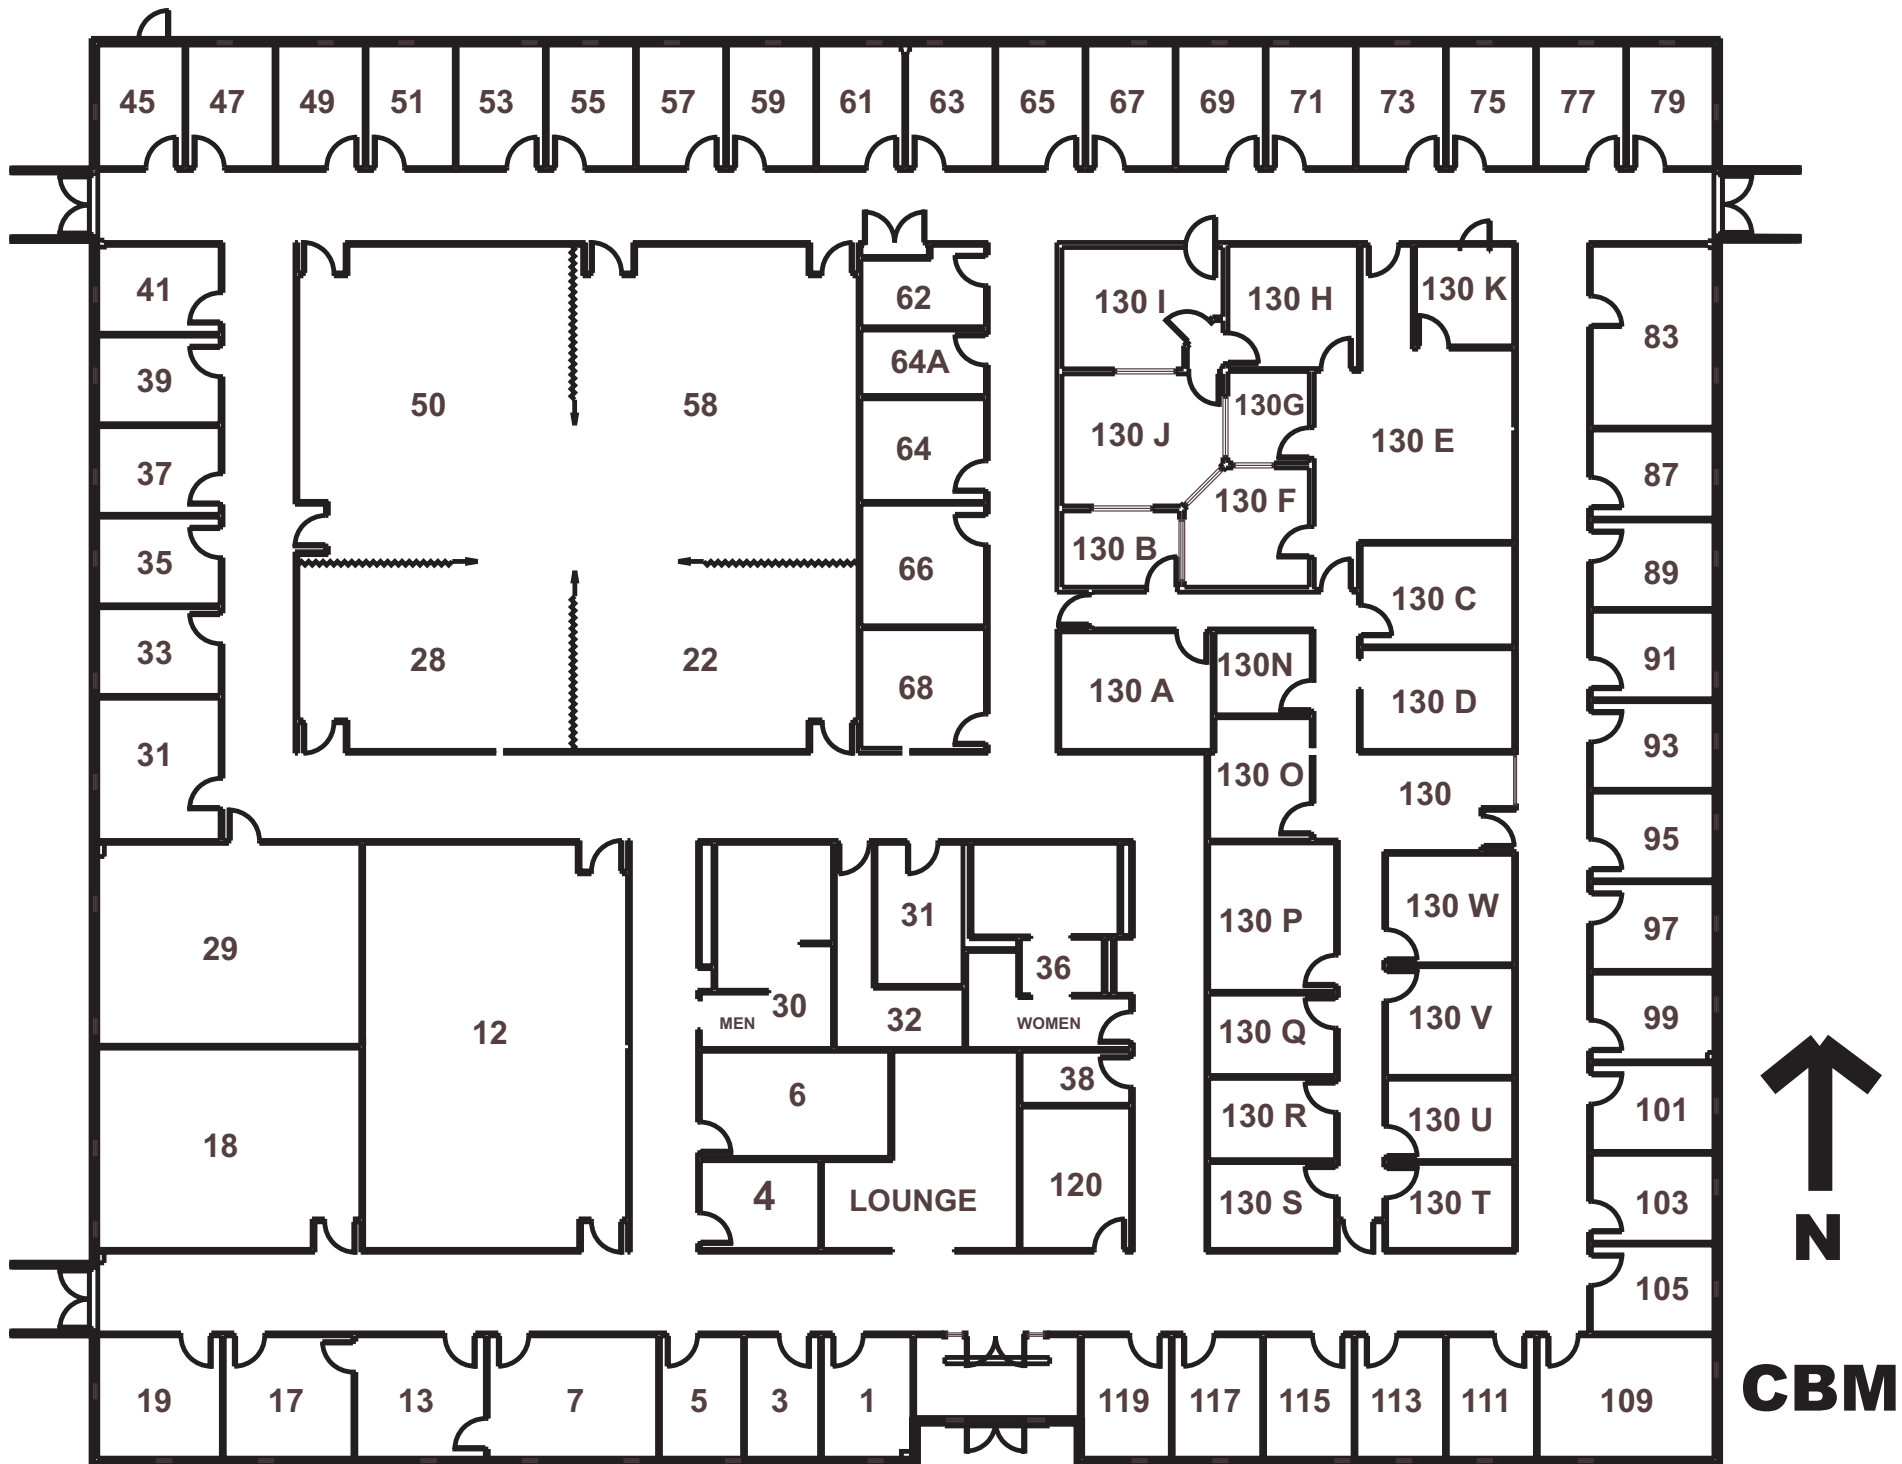 45 47 49 51 53 55 57 59 61 63 65 67 69 71 73 75 77 79
41 62 130 I 130 H 130 K
83
39 50 58 64A 130G
130 J 130 E
37 64 87
130 F
35 66 130 B 89
130 C
33 28 22 68 130 A 130N 91
130 D
31 130 O 130 93
95
29 31 130 P 130 W 97
36
12 30 32 130 Q 130 V 99
MEN WOMEN
6 38
18 130 R 130 U 101
4 LOUNGE 120 130 S 130 T 103
N
105
19 17 13 7 5 3 1 119 117 115 113 111 109 CBM